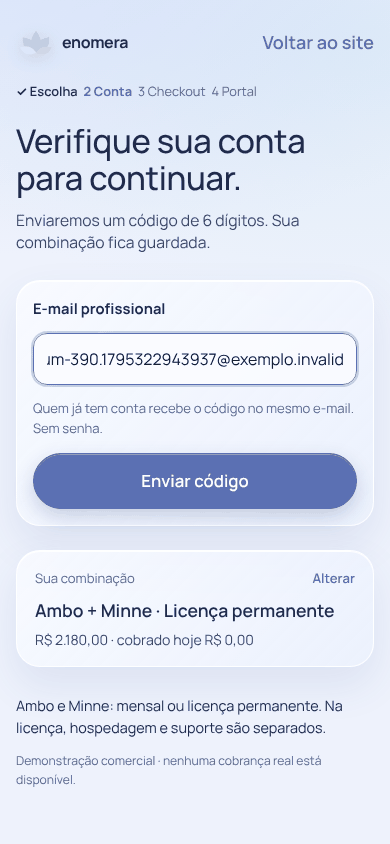 enomera
Voltar ao site
✓ Escolha 2 Conta 3 Checkout 4 Portal
Verifique sua conta
para continuar.
Enviaremos um código de 6 dígitos. Sua
combinação fica guardada.
E-mail profissional
-390.1795322943937@exemplo.invalid
Quem já tem conta recebe o código no mesmo e-mail.
Sem senha.
Enviar código
Sua combinação
Alterar
Ambo + Minne · Licença permanente
R$ 2.180,00 · cobrado hoje R$ 0,00
Ambo e Minne: mensal ou licença permanente. Na
licença, hospedagem e suporte são separados.
Demonstração comercial · nenhuma cobrança real está
disponível.